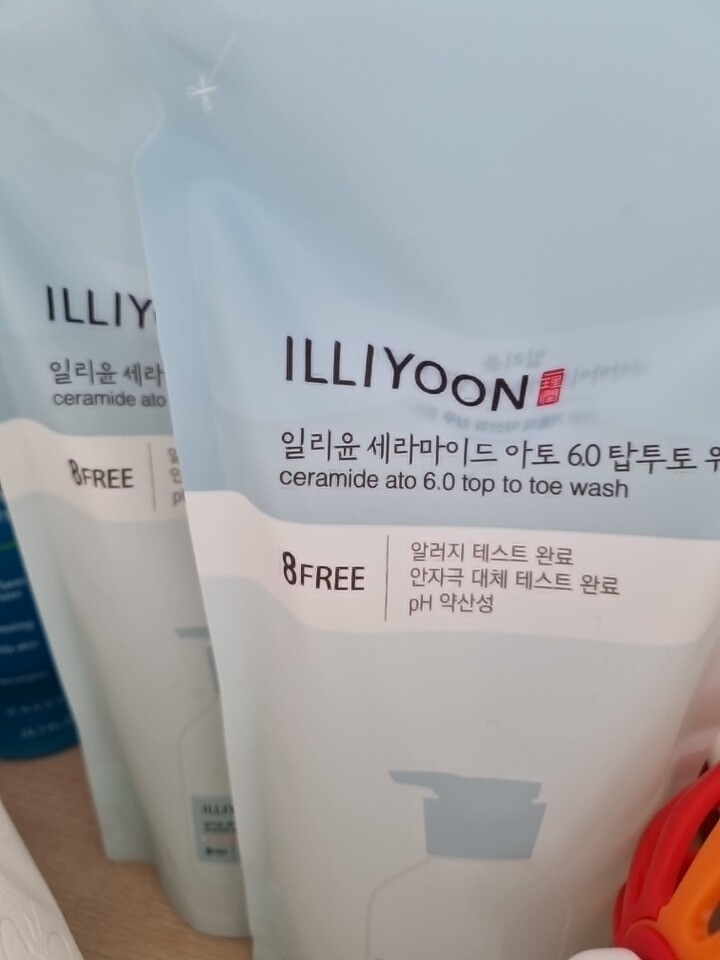 ILLIYOON
일리윤 세라마이드 아토 6.0 탑투토
ceramide ato 6.0 top to toe wash
8FREE
알러지 테스트 완료
안자극 대체 테스트 완료
pH 약산성
ILLIY
일리윤 세라
ceramide ato
8FREE